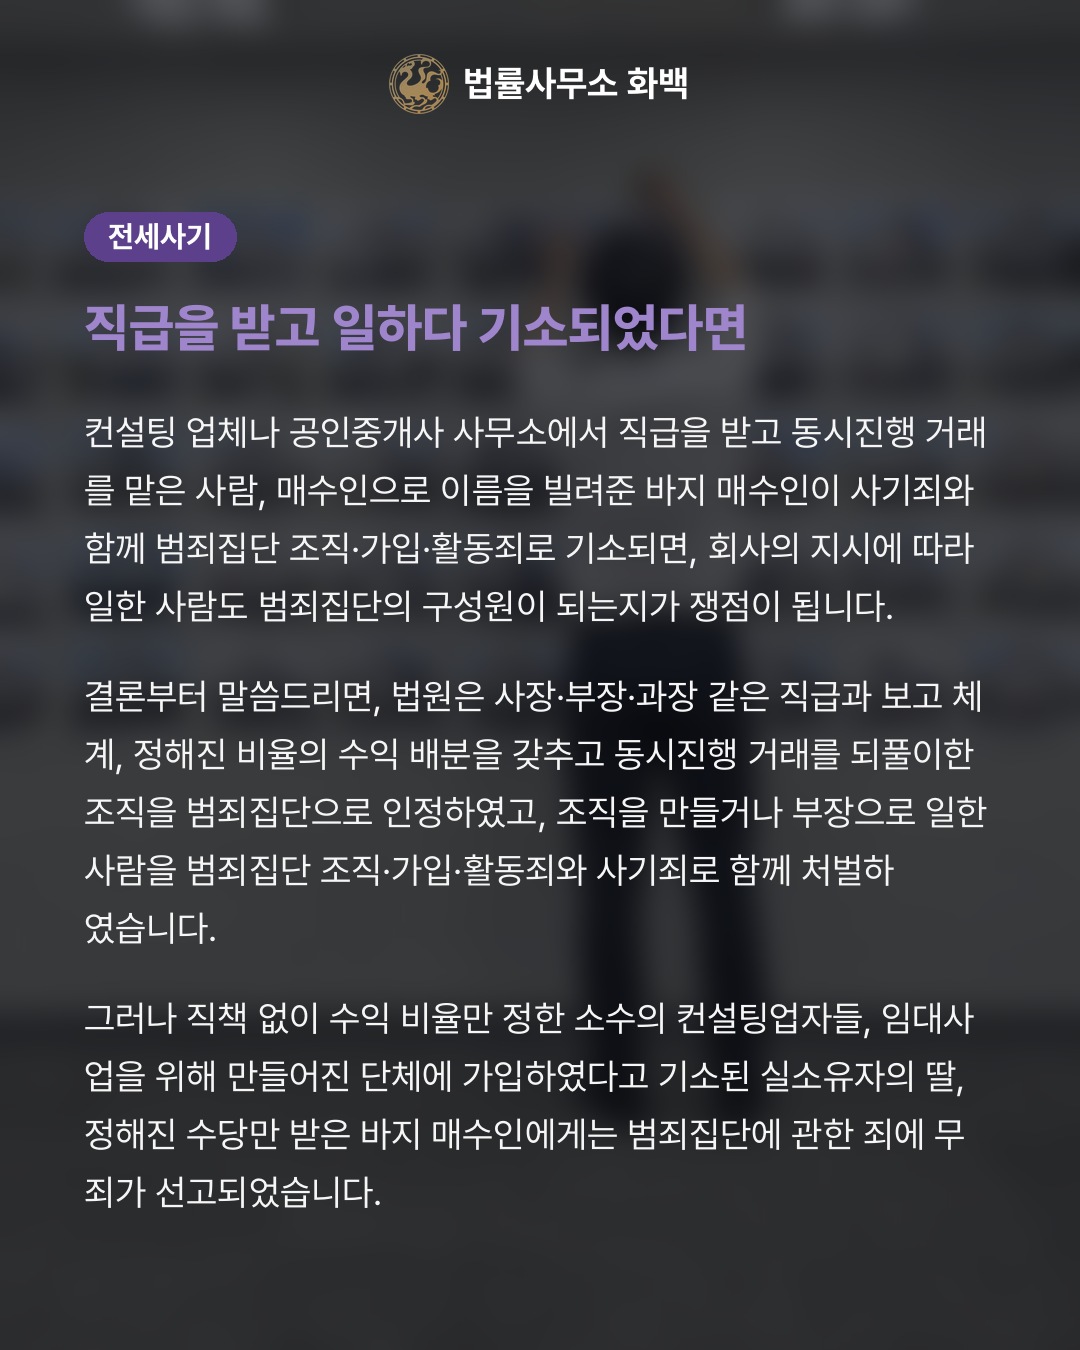 법률사무소 화백
전세사기
직급을 받고 일하다 기소되었다면
컨설팅 업체나 공인중개사 사무소에서 직급을 받고 동시진행 거래
를 맡은 사람, 매수인으로 이름을 빌려준 바지 매수인이 사기죄와
함께 범죄집단 조직·가입·활동죄로 기소되면, 회사의 지시에 따라
일한 사람도 범죄집단의 구성원이 되는지가 쟁점이 됩니다.
결론부터 말씀드리면, 법원은 사장·부장·과장 같은 직급과 보고 체
계, 정해진 비율의 수익 배분을 갖추고 동시진행 거래를 되풀이한
조직을 범죄집단으로 인정하였고, 조직을 만들거나 부장으로 일한
사람을 범죄집단 조직·가입·활동죄와 사기죄로 함께 처벌하
였습니다.
그러나 직책 없이 수익 비율만 정한 소수의 컨설팅업자들, 임대사
업을 위해 만들어진 단체에 가입하였다고 기소된 실소유자의 딸,
정해진 수당만 받은 바지 매수인에게는 범죄집단에 관한 죄에 무
죄가 선고되었습니다.